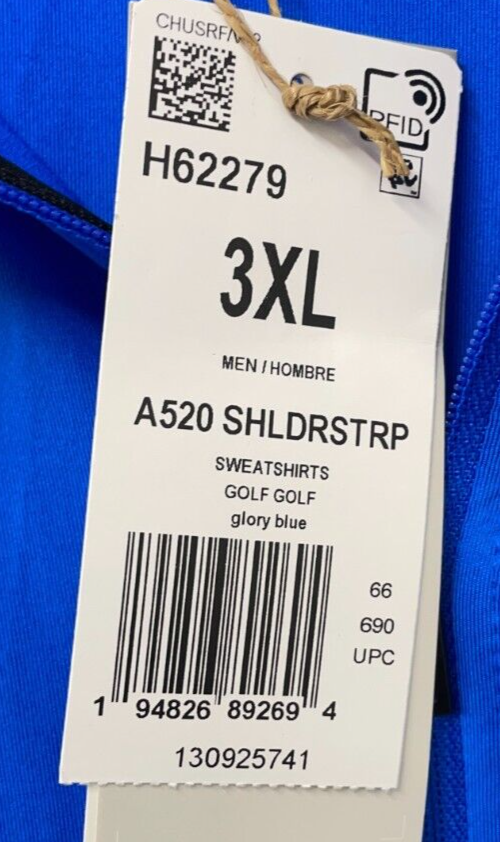 RFID
H62279
3XL
MEN / HOMBRE
A520 SHLDRSTRP
SWEATSHIRTS
GOLF GOLF
glory blue
66
690
UPC
1 94826 89269 4
130925741